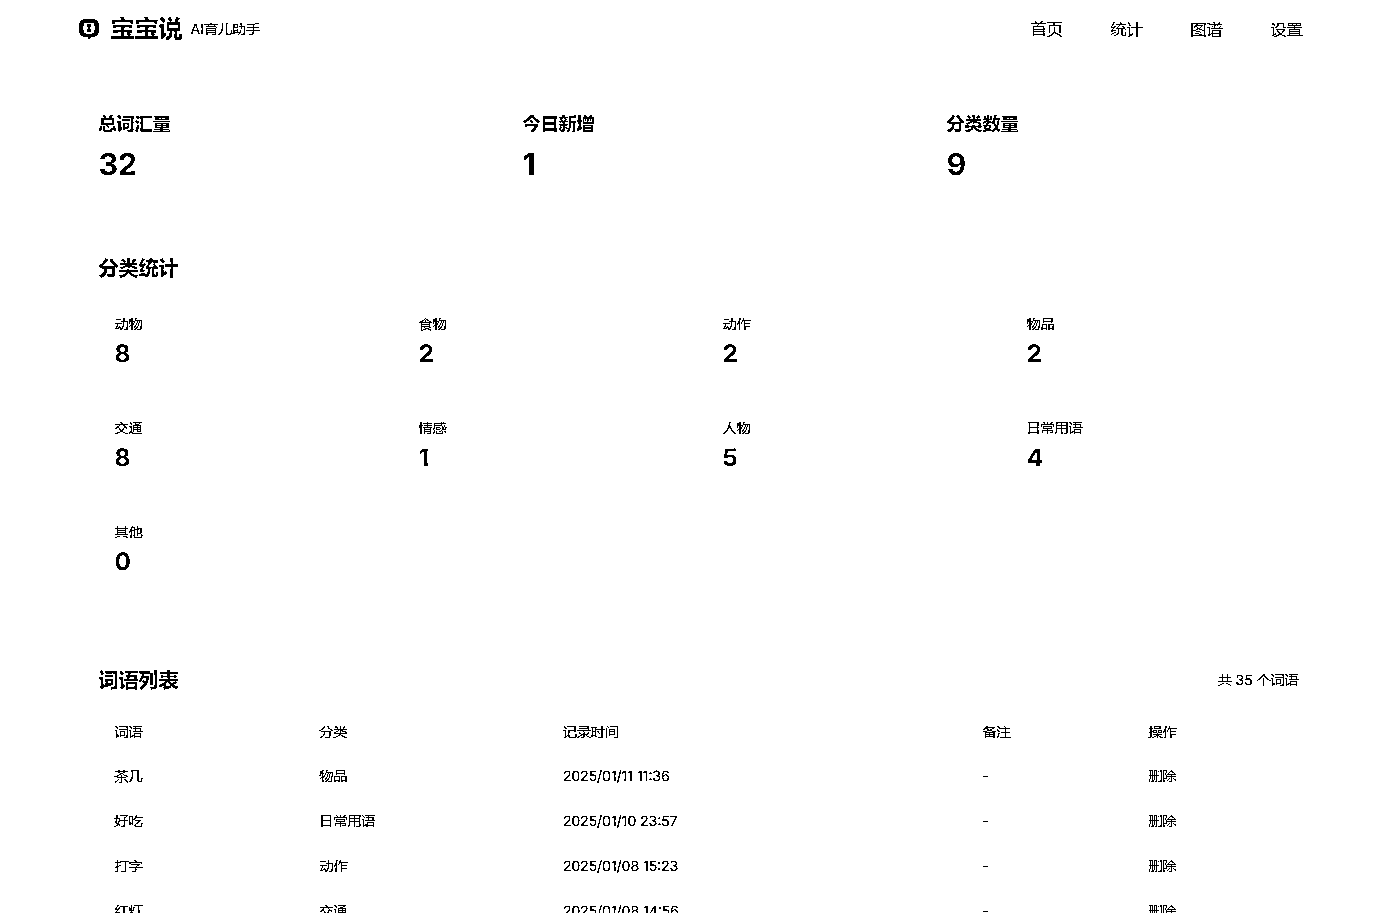 宝宝说 AI育儿助手 首页 统计 图谱 设置
总词汇量 今日新增 分类数量
32 1 9
分类统计
动物 食物 动作 物品
8 2 2 2
交通 情感 人物 日常用语
8 1 5 4
其他
0
词语列表 共 35 个词语
词语 分类 记录时间 备注 操作
茶几 物品 2025/01/11 11:36 - 删除
好吃 日常用语 2025/01/10 23:57 - 删除
打字 动作 2025/01/08 15:23 - 删除
红灯 交通 2025/01/08 14:56 - 删除